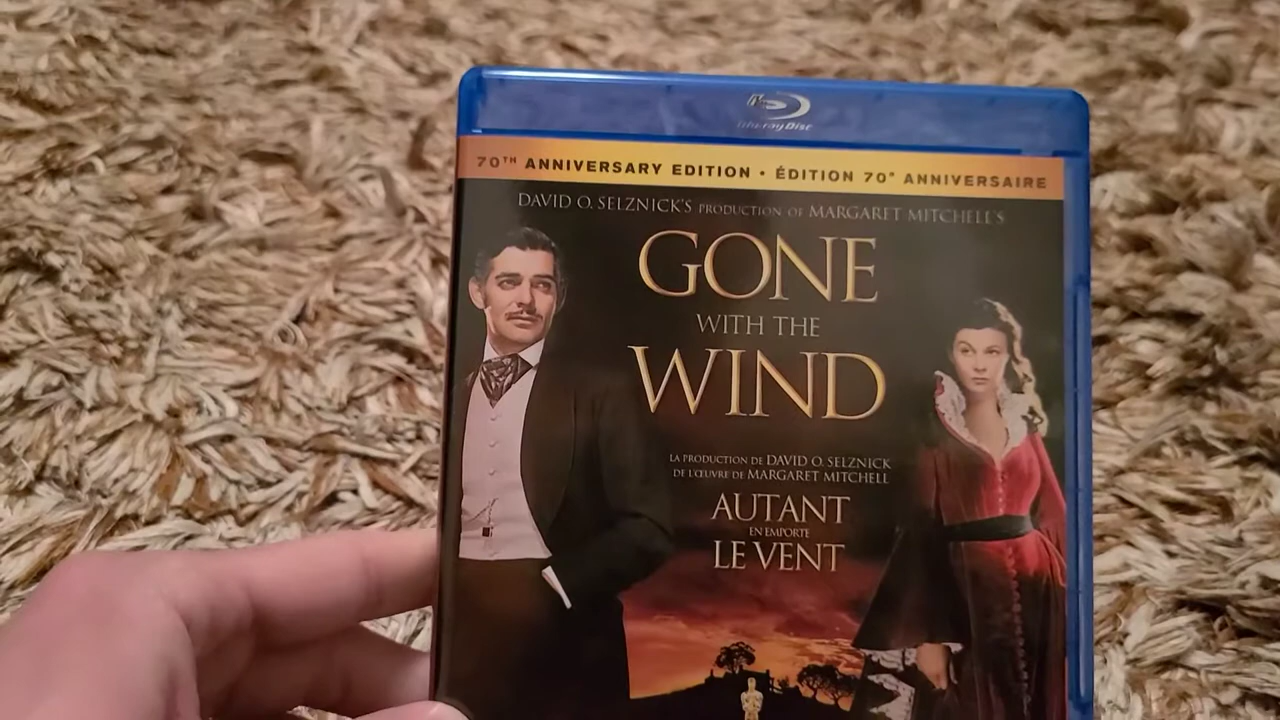 Blu-ray Disc
70TH ANNIVERSARY EDITION • ÉDITION 70E ANNIVERSAIRE
DAVID O. SELZNICK'S PRODUCTION OF MARGARET MITCHELL'S
GONE
WITH THE
WIND
LA PRODUCTION DE DAVID O. SELZNICK
DE L'ŒUVRE DE MARGARET MITCHELL
AUTANT
EN EMPORTE
LE VENT